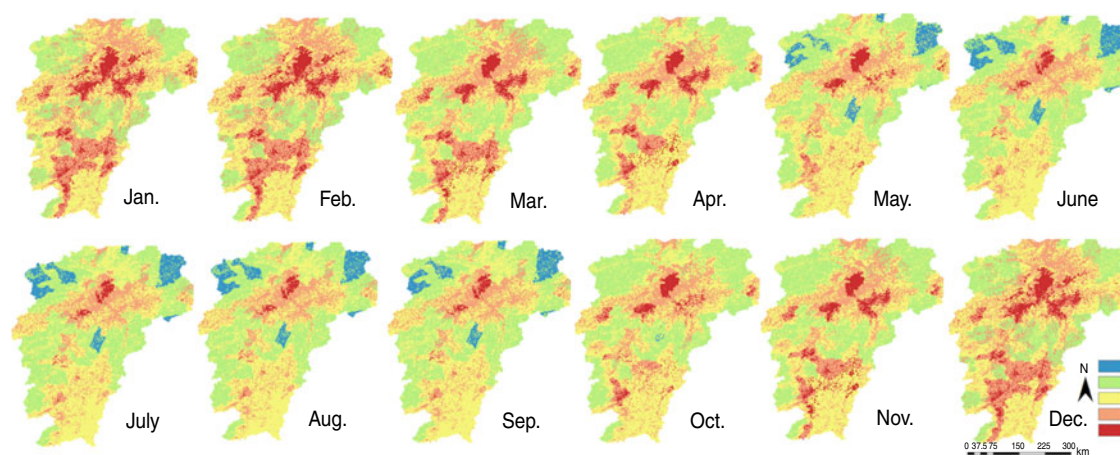 Jan.
Feb.
Mar.
Apr.
May.
June
July
Aug.
Sep.
Oct.
Nov.
Dec.
N
0 37.5 75 150 225 300
km